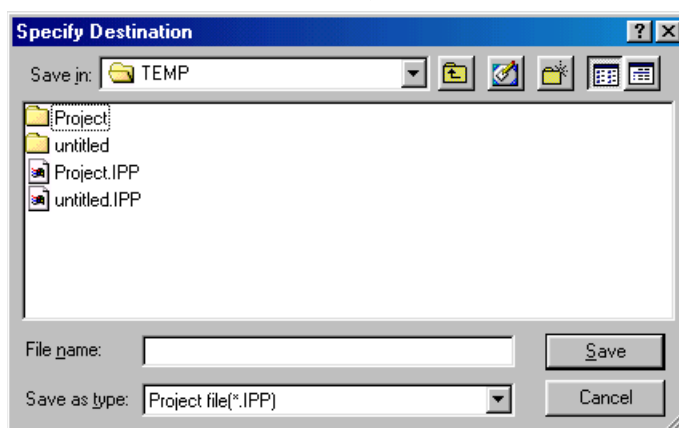 Specify Destination
Save in: TEMP
Project
untitled
Project.IPP
untitled.IPP
File name:
Save
Save as type: Project file(*.IPP)
Cancel